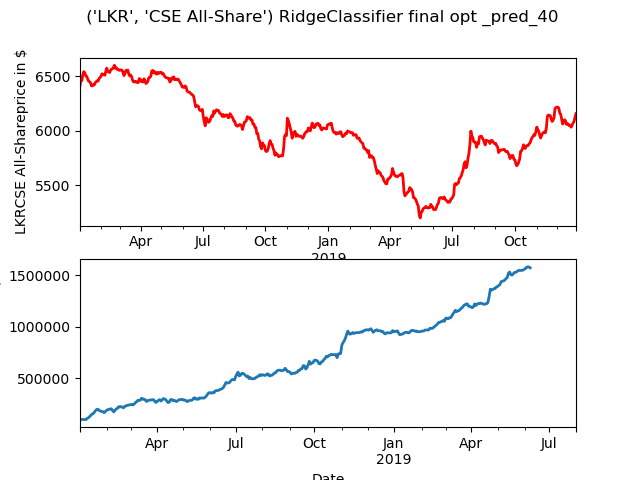 ('LKR', 'CSE All-Share') RidgeClassifier final opt _pred_40
LKRCSE All-Shareprice in $
6500
6000
5500
Apr Jul Oct Jan Apr Jul Oct
2019
1500000
1000000
500000
Apr Jul Oct Jan Apr Jul
2019
Date